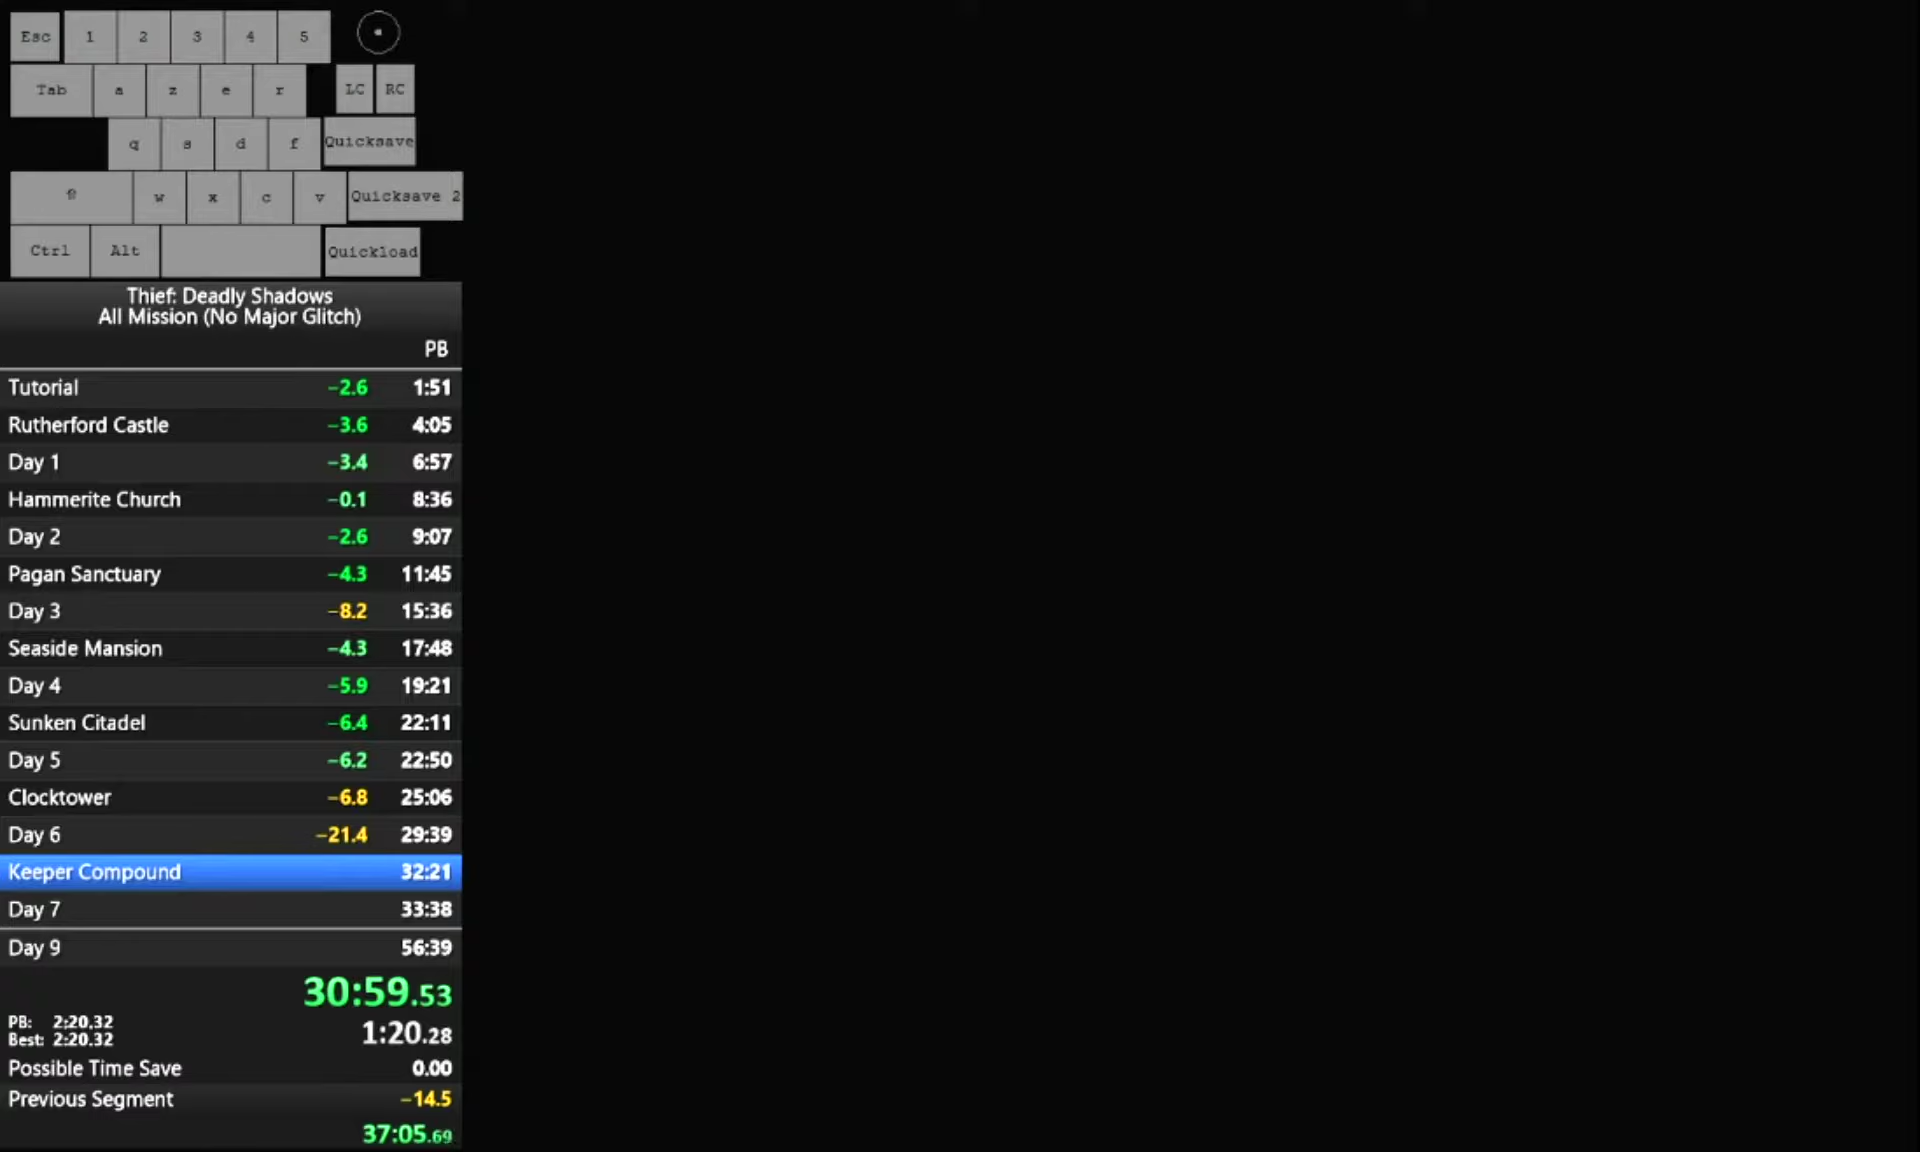 Esc 1 2 3 4 5
Tab a z e r LC RC
q s d f Quicksave
⇧ w x c v Quicksave 2
Ctrl Alt Quickload
Thief: Deadly Shadows
All Mission (No Major Glitch)
PB
Tutorial −2.6 1:51
Rutherford Castle −3.6 4:05
Day 1 −3.4 6:57
Hammerite Church −0.1 8:36
Day 2 −2.6 9:07
Pagan Sanctuary −4.3 11:45
Day 3 −8.2 15:36
Seaside Mansion −4.3 17:48
Day 4 −5.9 19:21
Sunken Citadel −6.4 22:11
Day 5 −6.2 22:50
Clocktower −6.8 25:06
Day 6 −21.4 29:39
Keeper Compound 32:21
Day 7 33:38
Day 9 56:39
30:59.53
PB: 2:20.32
Best: 2:20.32
1:20.28
Possible Time Save 0.00
Previous Segment −14.5
37:05.69